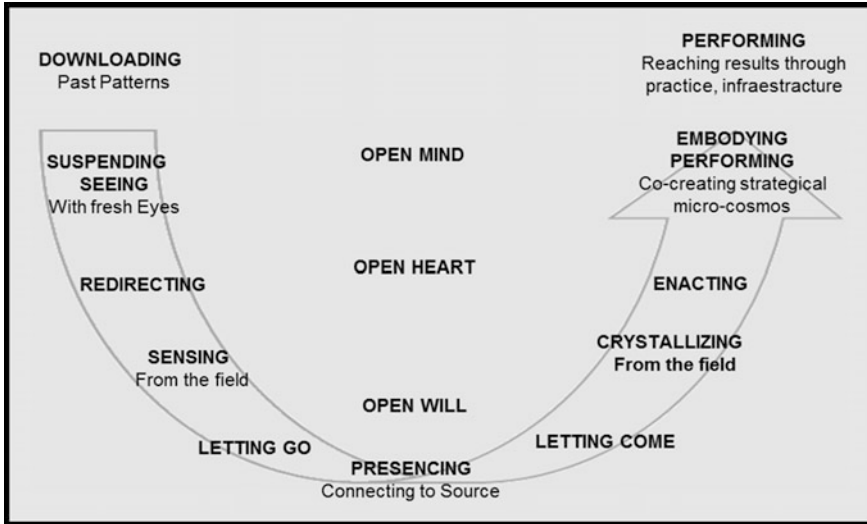 DOWNLOADING
Past Patterns
PERFORMING
Reaching results through
practice, infraestracture
SUSPENDING
SEEING
With fresh Eyes
OPEN MIND
EMBODYING
PERFORMING
Co-creating strategical
micro-cosmos
REDIRECTING
OPEN HEART
ENACTING
SENSING
From the field
CRYSTALLIZING
From the field
OPEN WILL
LETTING GO
LETTING COME
PRESENCING
Connecting to Source